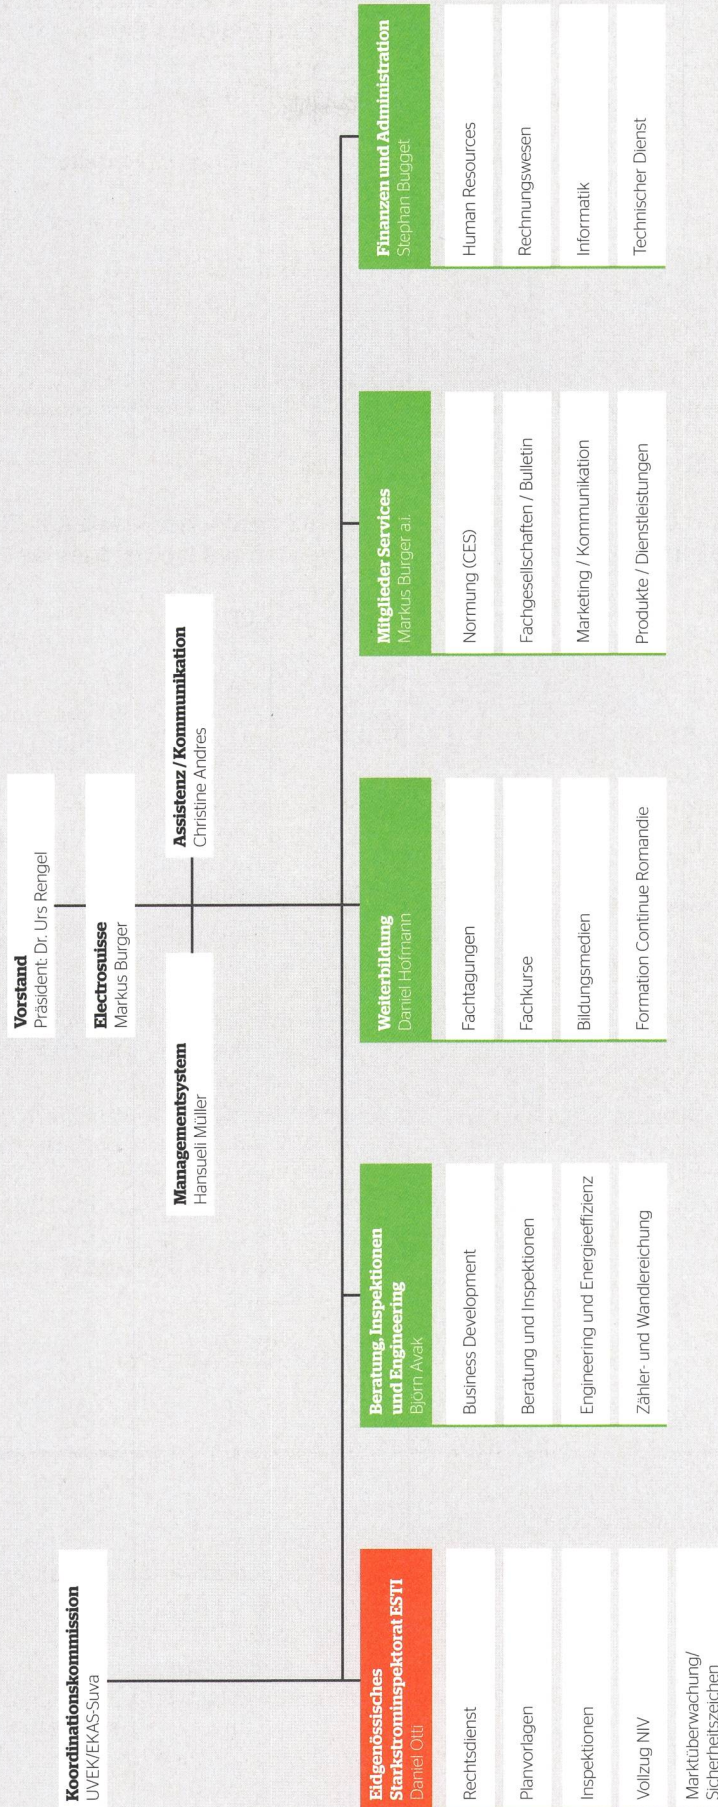 Vorstand
Präsident: Dr. Urs Rengel
Koordinationskommission
UVEK/EKAS-Suva
Electrosuisse
Markus Burger
Managementsystem
Hansueli Müller
Assistenz / Kommunikation
Christine Andres
Eidgenössisches
Starkstrominspektorat ESTI
Daniel Otti
Rechtsdienst
Planvorlagen
Inspektionen
Vollzug NIV
Marktüberwachung/
Sicherheitszeichen
Beratung, Inspektionen
und Engineering
Björn Avak
Business Development
Beratung und Inspektionen
Engineering und Energieeffizienz
Zähler- und Wandlereichung
Weiterbildung
Daniel Hofmann
Fachtagungen
Fachkurse
Bildungsmedien
Formation Continue Romandie
Mitglieder Services
Markus Burger a.i.
Normung (CES)
Fachgesellschaften / Bulletin
Marketing / Kommunikation
Produkte / Dienstleistungen
Finanzen und Administration
Stephan Bugget
Human Resources
Rechnungswesen
Informatik
Technischer Dienst